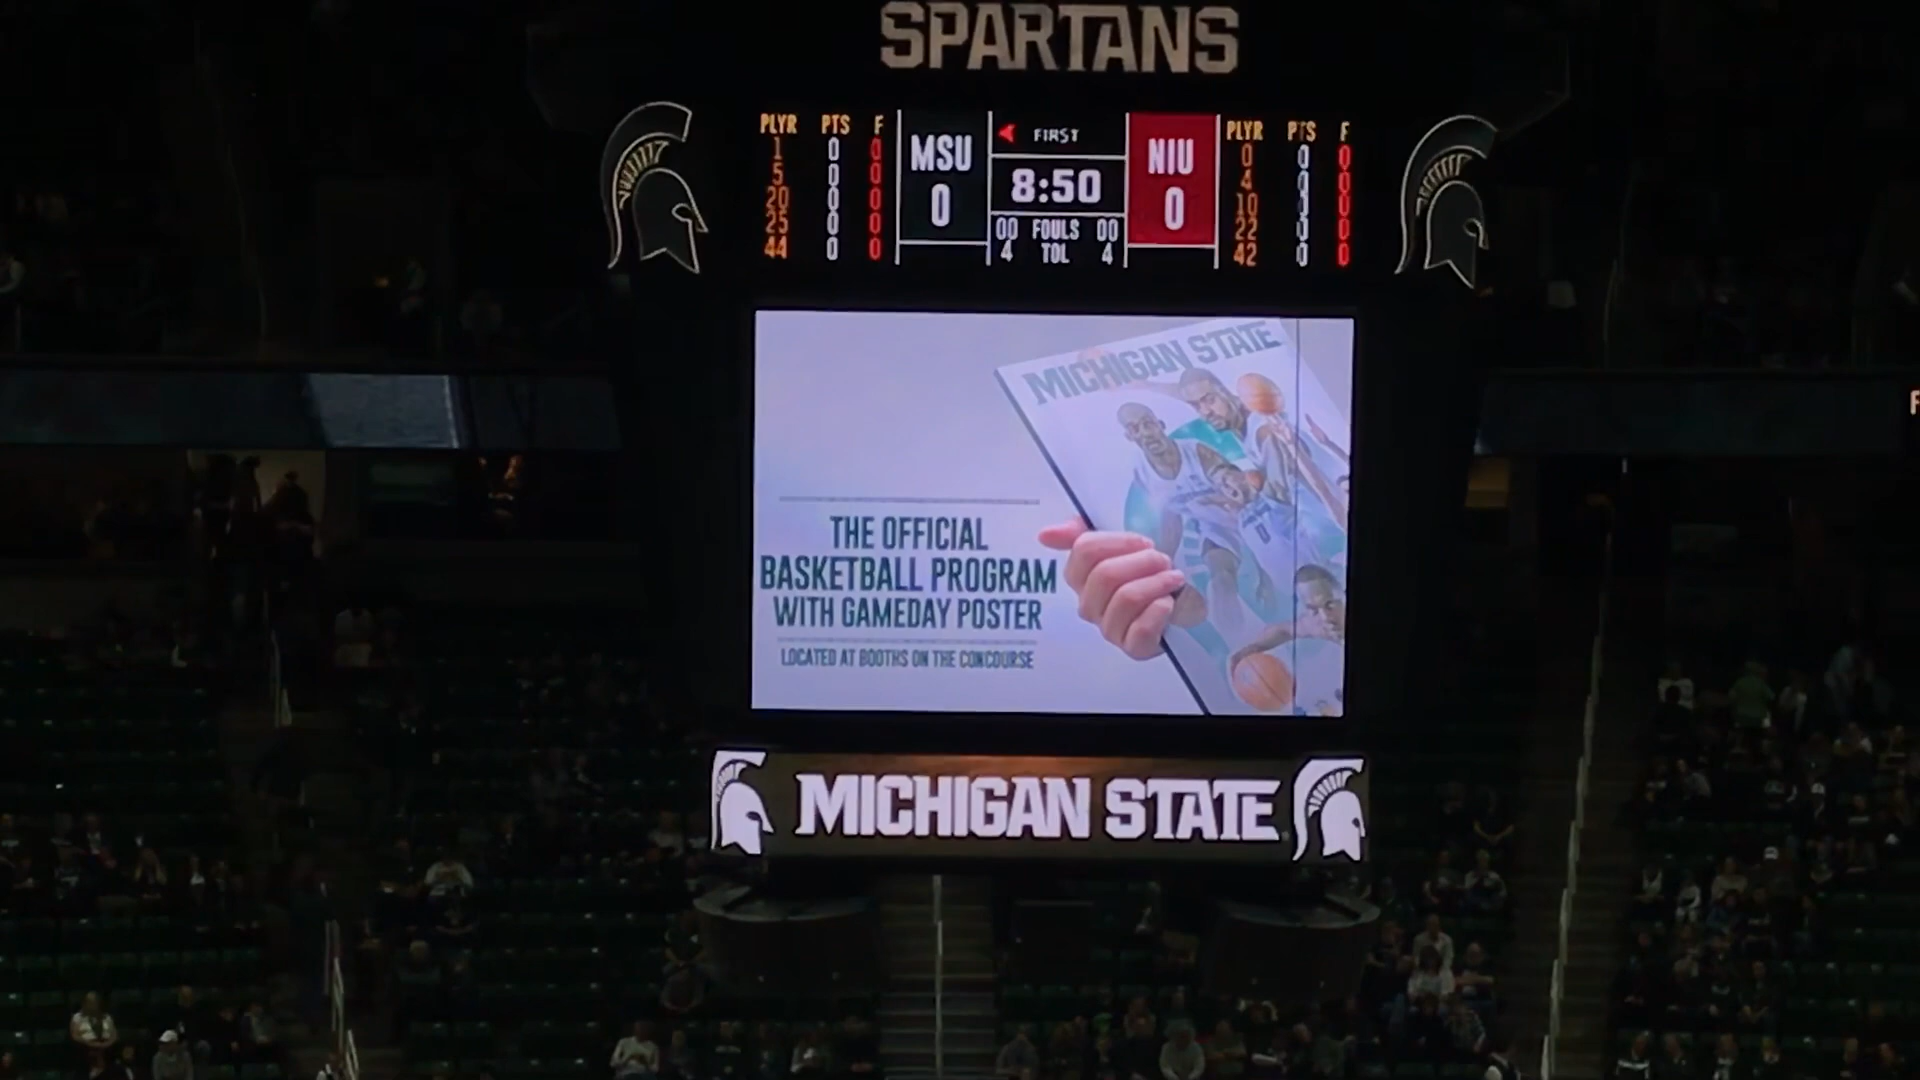 SPARTANS
PLYR PTS F
1 0 0
5 0 0
20 0 0
25 0 0
44 0 0
MSU
0
FIRST
8:50
00 FOULS 00
4 TOL 4
NIU
0
PLYR PTS F
0 0 0
4 0 0
10 0 0
22 0 0
42 0 0
MICHIGAN STATE
THE OFFICIAL
BASKETBALL PROGRAM
WITH GAMEDAY POSTER
LOCATED AT BOOTHS ON THE CONCOURSE
MICHIGAN STATE